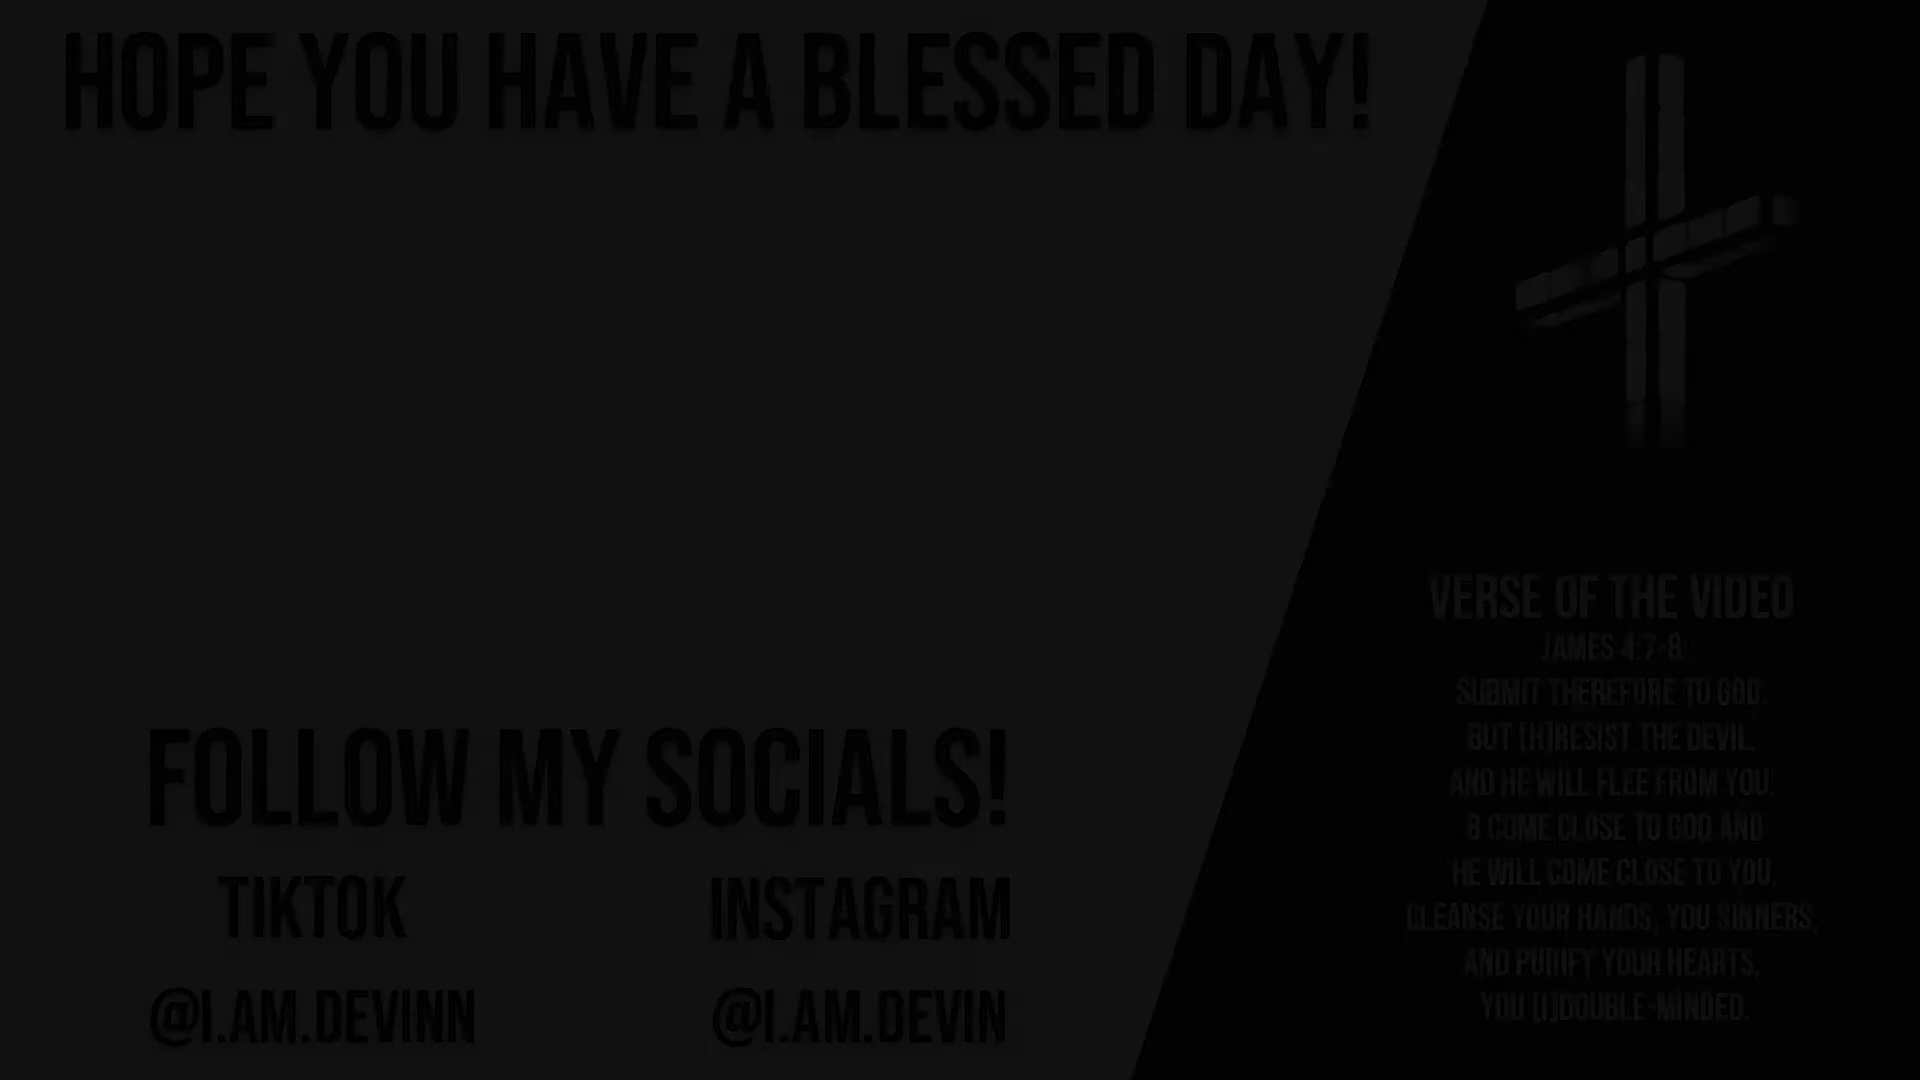 HOPE YOU HAVE A BLESSED DAY!
FOLLOW MY SOCIALS!
TIKTOK
@I.AM.DEVINN
INSTAGRAM
@I.AM.DEVIN
VERSE OF THE VIDEO
JAMES 4:7-8:
SUBMIT THEREFORE TO GOD.
BUT [H]RESIST THE DEVIL,
AND HE WILL FLEE FROM YOU.
8 COME CLOSE TO GOD AND
HE WILL COME CLOSE TO YOU.
CLEANSE YOUR HANDS, YOU SINNERS;
AND PURIFY YOUR HEARTS,
YOU [I]DOUBLE-MINDED.